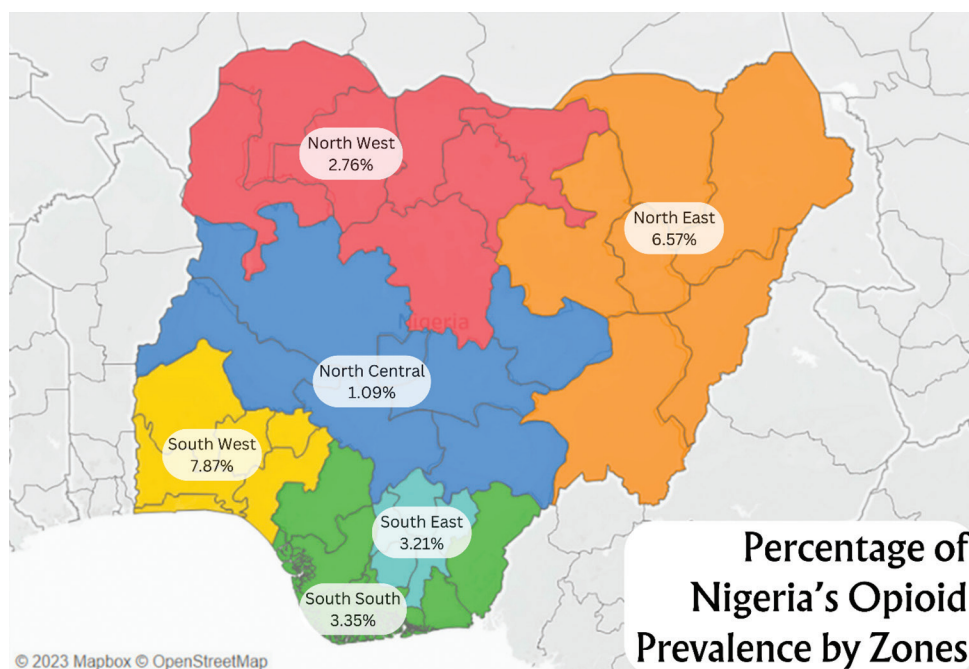 North West
2.76%
North East
6.57%
Nigeria
North Central
1.09%
South West
7.87%
South East
3.21%
South South
3.35%
Percentage of
Nigeria’s Opioid
Prevalence by Zones
© 2023 Mapbox © OpenStreetMap